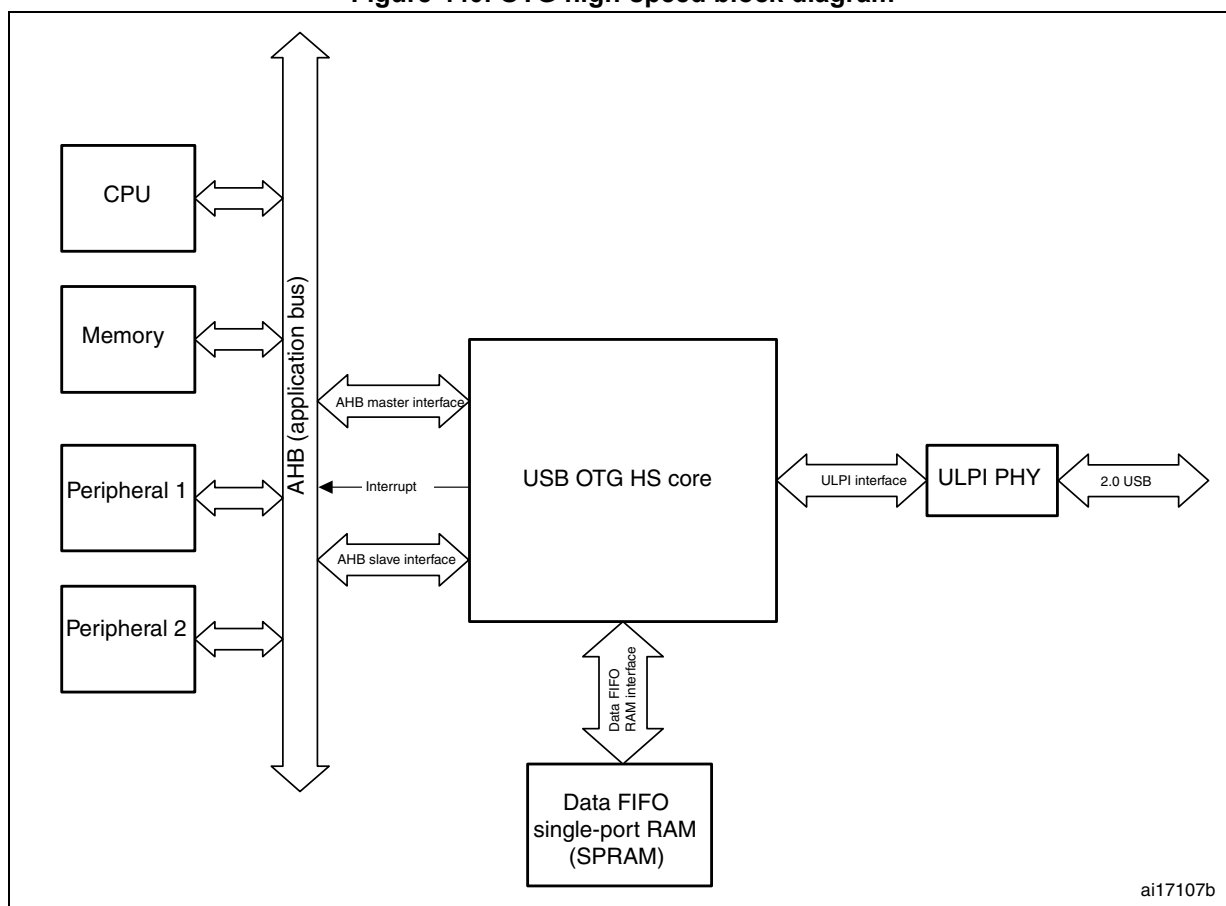 CPU
Memory
Peripheral 1
Peripheral 2
AHB (application bus)
AHB master interface
Interrupt
AHB slave interface
USB OTG HS core
ULPI interface
ULPI PHY
2.0 USB
Data FIFO
RAM interface
Data FIFO
single-port RAM
(SPRAM)
ai17107b